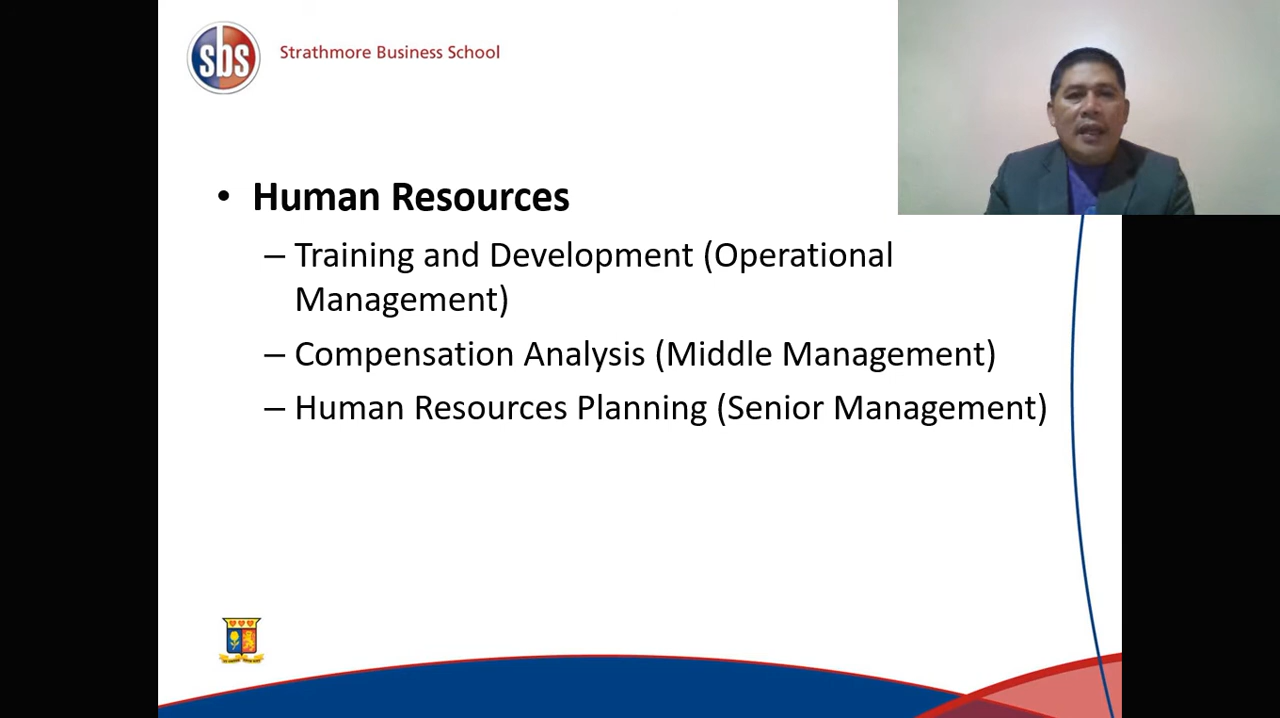 sbs
Strathmore Business School
• Human Resources
– Training and Development (Operational
Management)
– Compensation Analysis (Middle Management)
– Human Resources Planning (Senior Management)